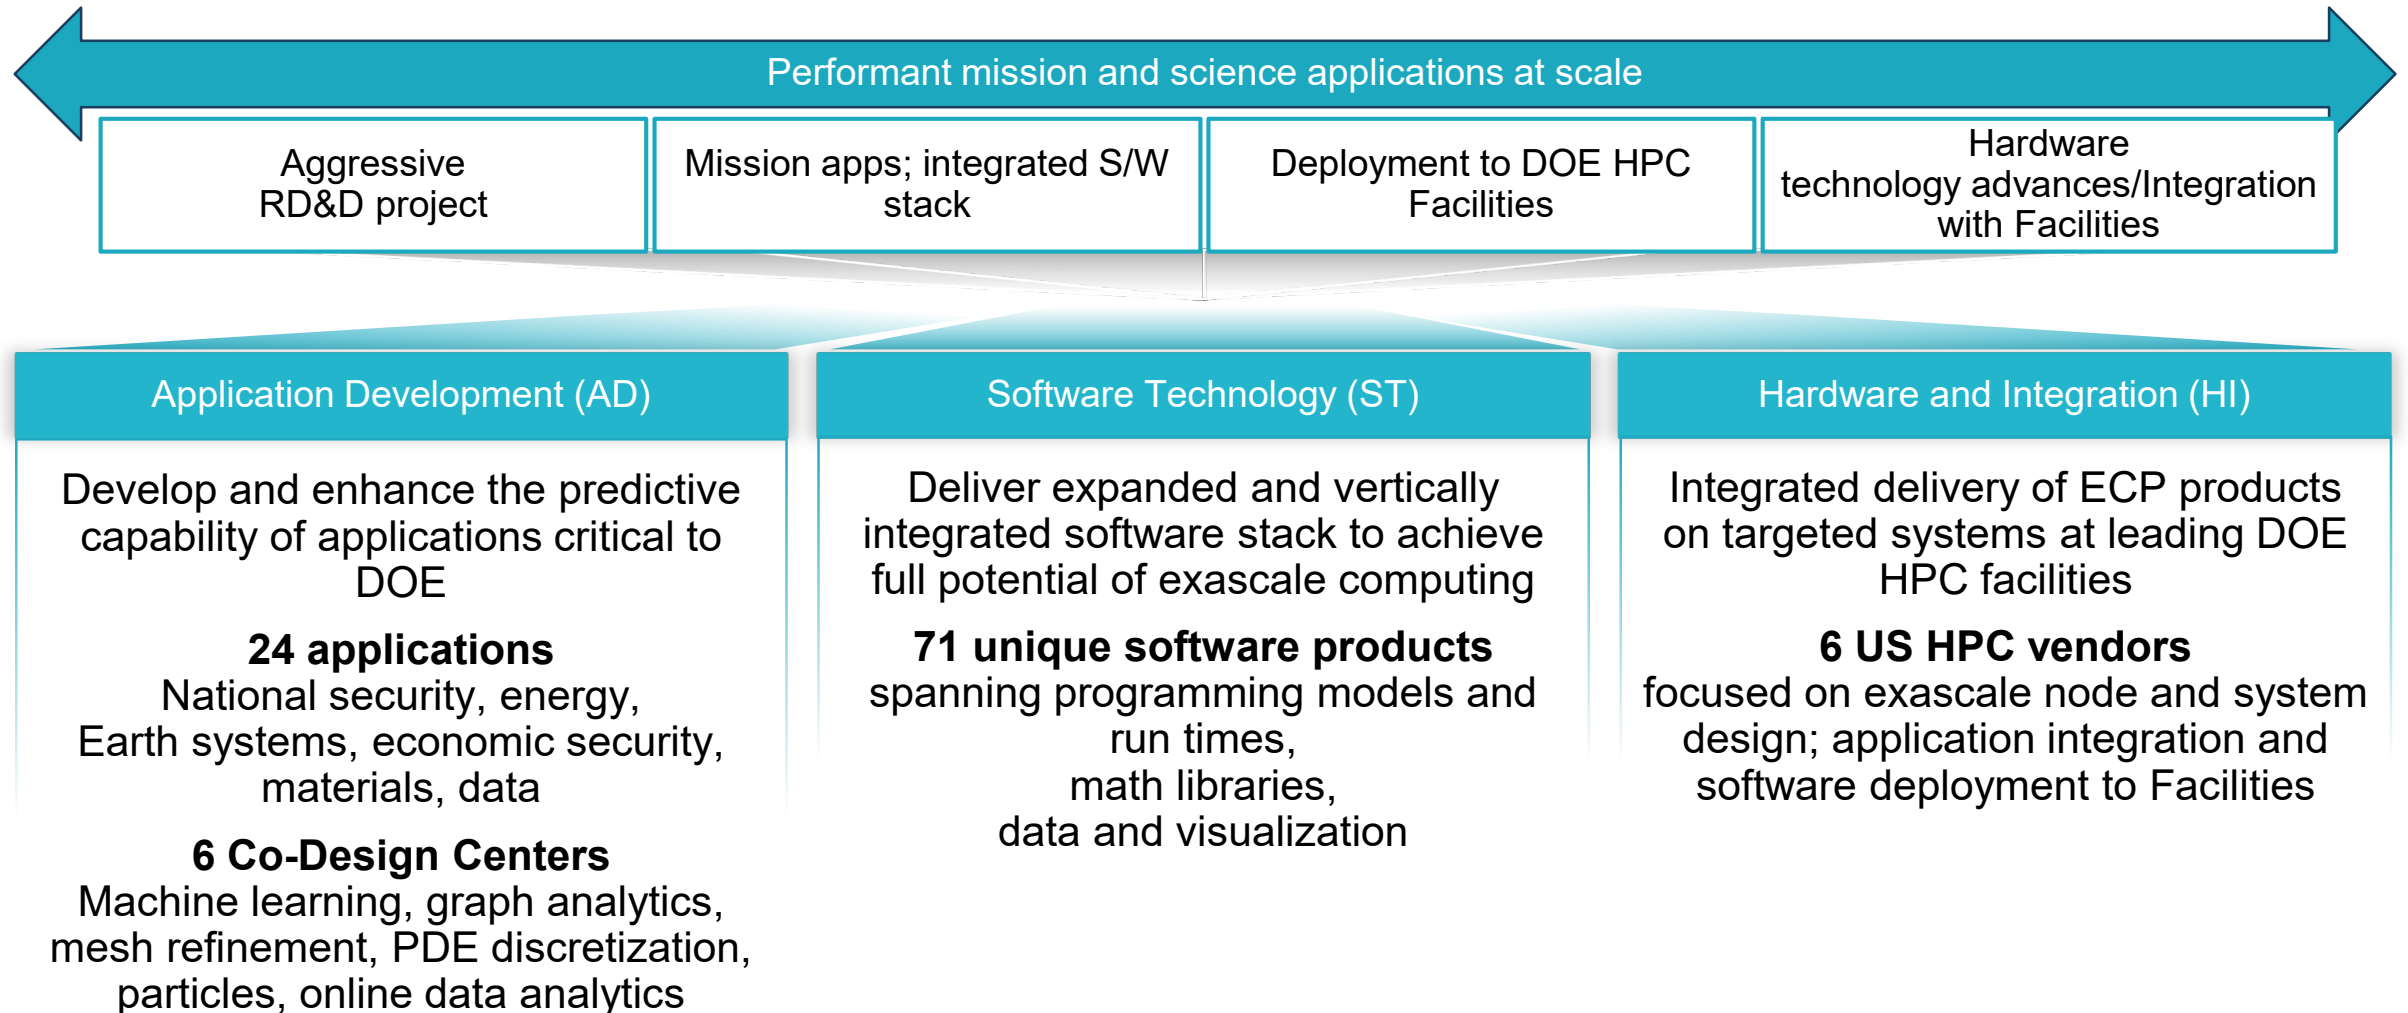 Performant mission and science applications at scale
Aggressive
RD&D project
Mission apps; integrated S/W
stack
Deployment to DOE HPC
Facilities
Hardware
technology advances/Integration
with Facilities
Application Development (AD)
Develop and enhance the predictive
capability of applications critical to
DOE
24 applications
National security, energy,
Earth systems, economic security,
materials, data
6 Co-Design Centers
Machine learning, graph analytics,
mesh refinement, PDE discretization,
particles, online data analytics
Software Technology (ST)
Deliver expanded and vertically
integrated software stack to achieve
full potential of exascale computing
71 unique software products
spanning programming models and
run times,
math libraries,
data and visualization
Hardware and Integration (HI)
Integrated delivery of ECP products
on targeted systems at leading DOE
HPC facilities
6 US HPC vendors
focused on exascale node and system
design; application integration and
software deployment to Facilities